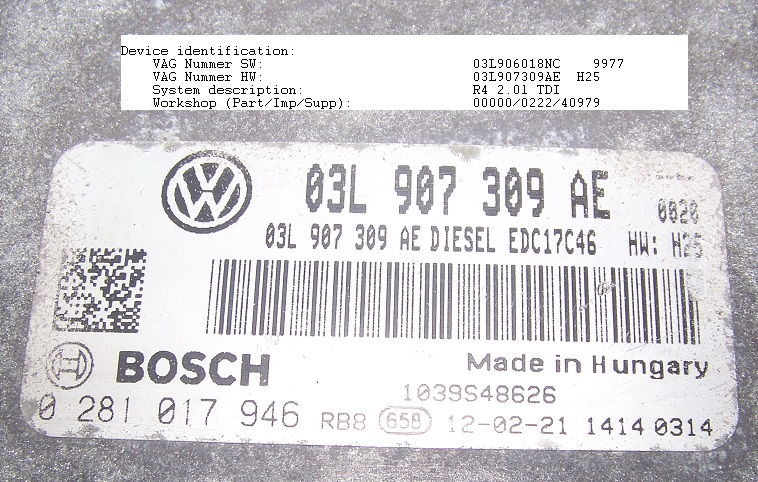 Device identification:
VAG Nummer SW: 03L906018NC 9977
VAG Nummer HW: 03L907309AE H25
System description: R4 2.0l TDI
Workshop (Part/Imp/Supp): 00000/0222/40979
03L 907 309 AE 0020
03L 907 309 AE DIESEL EDC17C46 HW: H25
BOSCH Made in Hungary
1039S48626
0 281 017 946 RB8 658 12-02-21 1414 0314